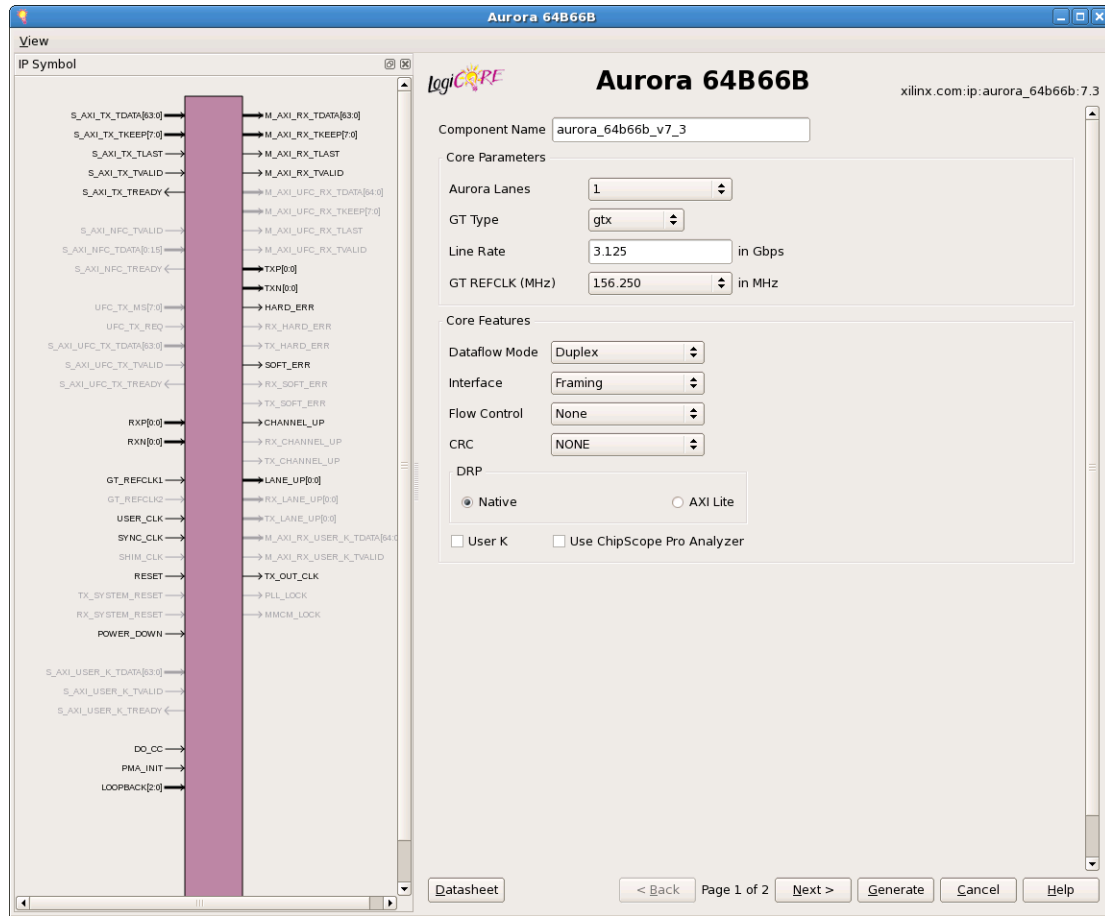 Aurora 64B66B
View
IP Symbol
S_AXI_TX_TDATA[63:0]
S_AXI_TX_TKEEP[7:0]
S_AXI_TX_TLAST
S_AXI_TX_TVALID
S_AXI_TX_TREADY
S_AXI_NFC_TVALID
S_AXI_NFC_TDATA[0:15]
S_AXI_NFC_TREADY
UFC_TX_MS[7:0]
UFC_TX_REQ
S_AXI_UFC_TX_TDATA[63:0]
S_AXI_UFC_TX_TVALID
S_AXI_UFC_TX_TREADY
RXP[0:0]
RXN[0:0]
GT_REFCLK1
GT_REFCLK2
USER_CLK
SYNC_CLK
SHIM_CLK
RESET
TX_SYSTEM_RESET
RX_SYSTEM_RESET
POWER_DOWN
S_AXI_USER_K_TDATA[63:0]
S_AXI_USER_K_TVALID
S_AXI_USER_K_TREADY
DO_CC
PMA_INIT
LOOPBACK[2:0]
M_AXI_RX_TDATA[63:0]
M_AXI_RX_TKEEP[7:0]
M_AXI_RX_TLAST
M_AXI_RX_TVALID
M_AXI_UFC_RX_TDATA[64:0]
M_AXI_UFC_RX_TKEEP[7:0]
M_AXI_UFC_RX_TLAST
M_AXI_UFC_RX_TVALID
TXP[0:0]
TXN[0:0]
HARD_ERR
RX_HARD_ERR
TX_HARD_ERR
SOFT_ERR
RX_SOFT_ERR
TX_SOFT_ERR
CHANNEL_UP
RX_CHANNEL_UP
TX_CHANNEL_UP
LANE_UP[0:0]
RX_LANE_UP[0:0]
TX_LANE_UP[0:0]
M_AXI_RX_USER_K_TDATA[64:0
M_AXI_RX_USER_K_TVALID
TX_OUT_CLK
PLL_LOCK
MMCM_LOCK
LogiCORE
Aurora 64B66B
xilinx.com:ip:aurora_64b66b:7.3
Component Name aurora_64b66b_v7_3
Core Parameters
Aurora Lanes 1
GT Type gtx
Line Rate 3.125 in Gbps
GT REFCLK (MHz) 156.250 in MHz
Core Features
Dataflow Mode Duplex
Interface Framing
Flow Control None
CRC NONE
DRP
Native AXI Lite
User K Use ChipScope Pro Analyzer
Datasheet < Back Page 1 of 2 Next > Generate Cancel Help